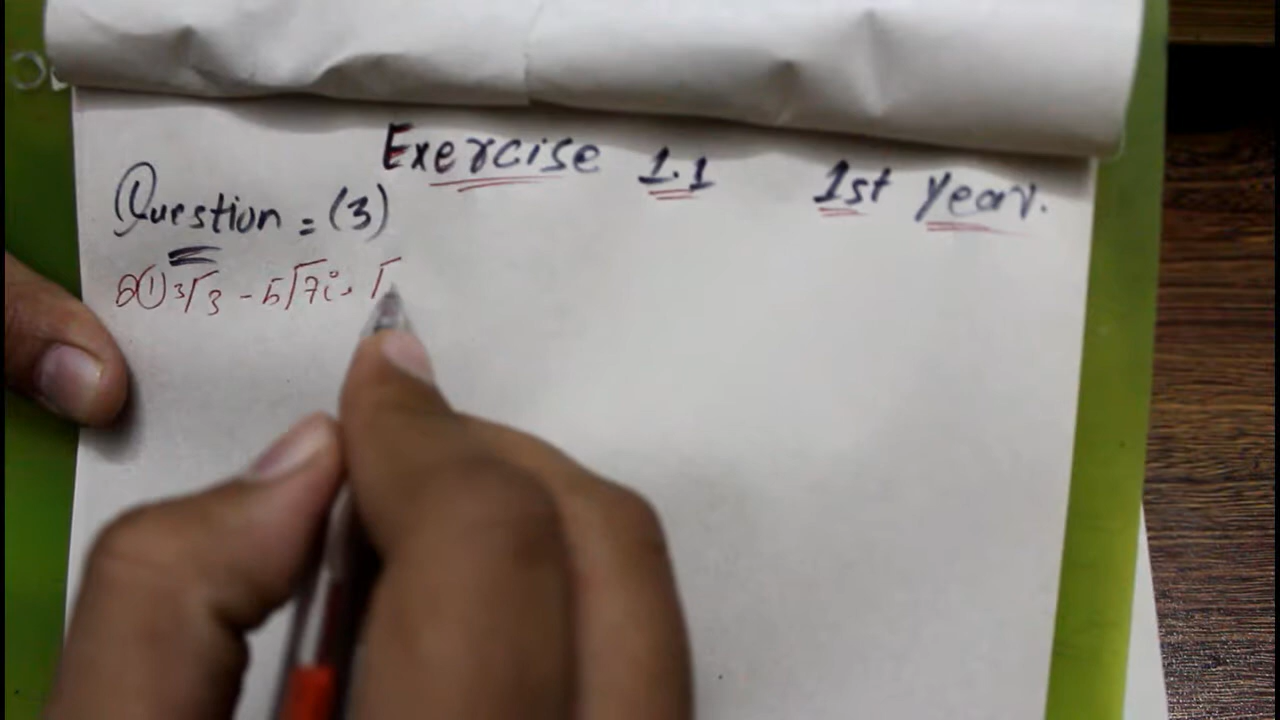 Exercise 1.1 1st year.
Question = (3)
Q(1) 3√3 - 5√7i, √